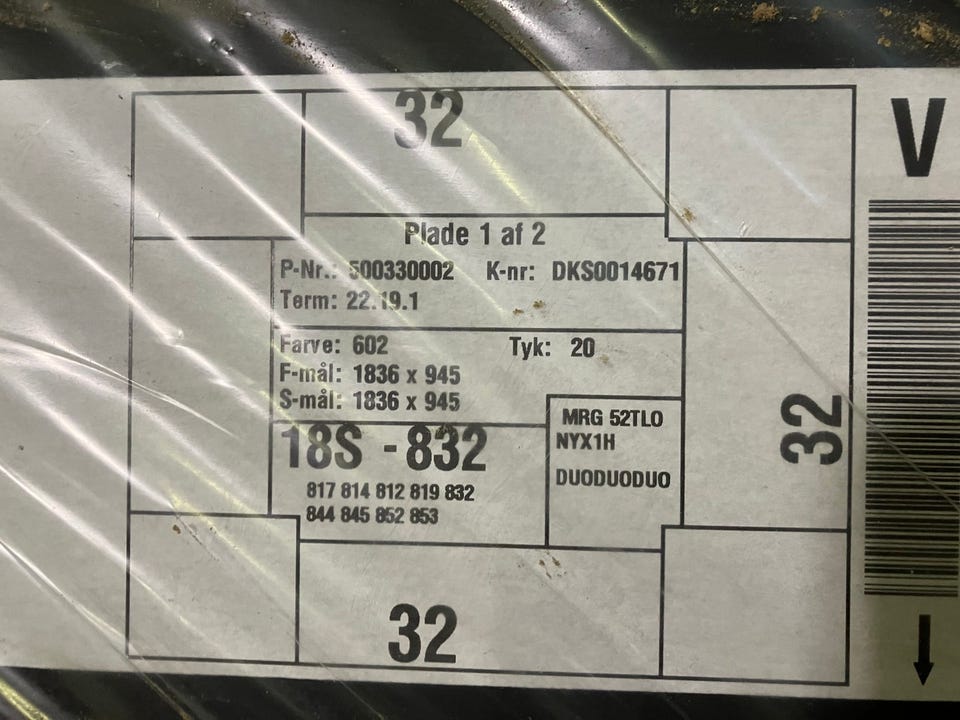 32
V
Plade 1 af 2
P-Nr.: 500330002 K-nr: DKS0014671
Term: 22.19.1
Farve: 602 Tyk: 20
F-mål: 1836 x 945
S-mål: 1836 x 945
18S - 832
817 814 812 819 832
844 845 852 853
MRG 52TLO
NYX1H
DUODUODUO
32
32